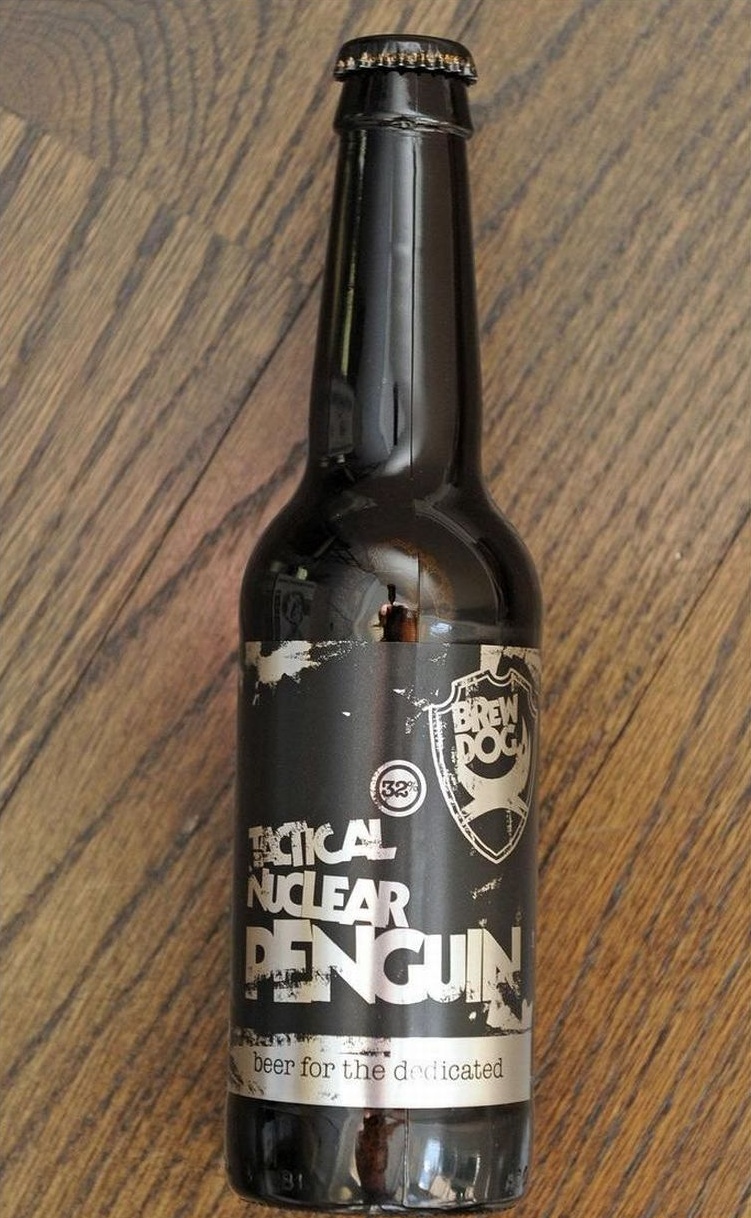 BREW
DOG
32%
TACTICAL
NUCLEAR
PENGUIN
beer for the dedicated